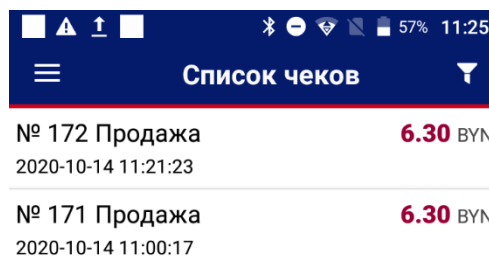 57% 11:25
Список чеков
№ 172 Продажа 6.30 BYN
2020-10-14 11:21:23
№ 171 Продажа 6.30 BYN
2020-10-14 11:00:17